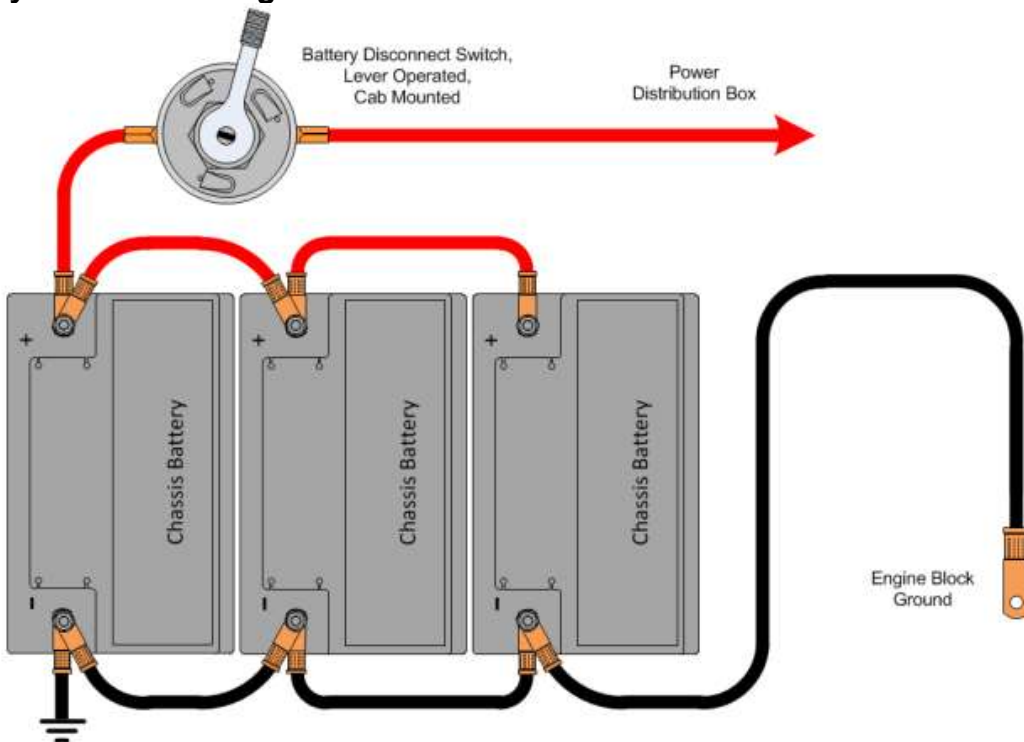 Battery Disconnect Switch,
Lever Operated,
Cab Mounted
Power
Distribution Box
+
+
+
Chassis Battery
Chassis Battery
Chassis Battery
-
-
-
Engine Block
Ground